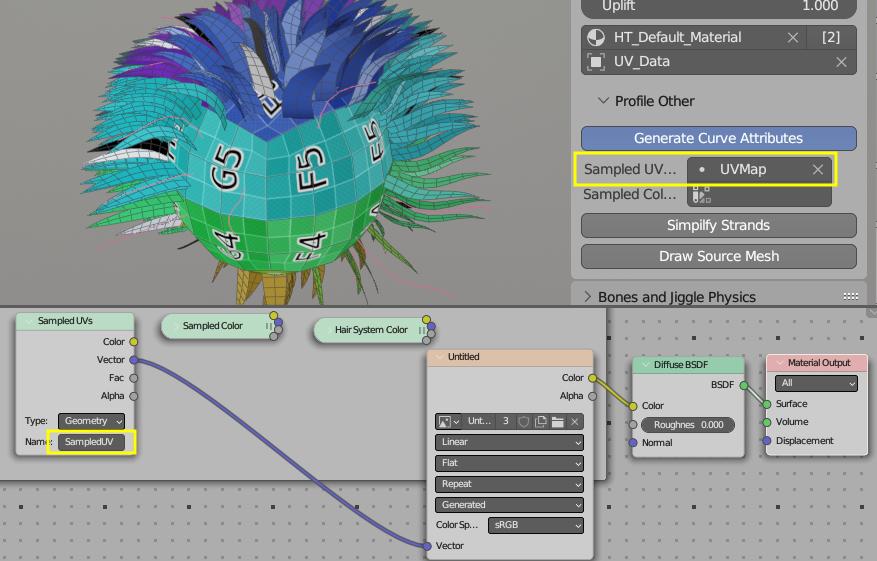 Uplift 1.000
HT_Default_Material [2]
UV_Data
Profile Other
Generate Curve Attributes
Sampled UV... UVMap
Sampled Col...
Simpilfy Strands
Draw Source Mesh
Bones and Jiggle Physics
G5
F5
E5
F4
Sampled UVs
Color
Vector
Fac
Alpha
Type: Geometry
Name: SampledUV
Sampled Color
Hair System Color
Untitled
Color
Alpha
Unt... 3
Linear
Flat
Repeat
Generated
Color Sp... sRGB
Vector
Diffuse BSDF
BSDF
Color
Roughnes 0.000
Normal
Material Output
All
Surface
Volume
Displacement